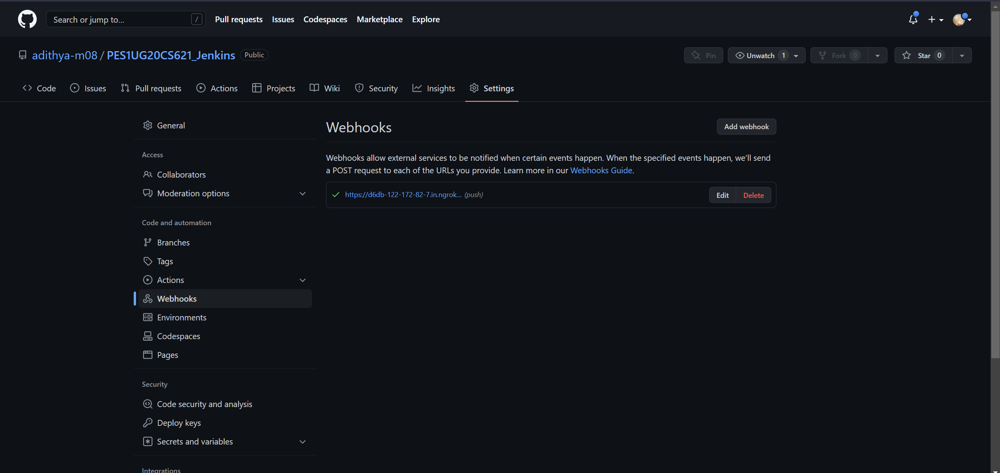 Search or jump to... /
Pull requests Issues Codespaces Marketplace Explore
adithya-m08 / PES1UG20CS621_Jenkins Public
Pin
Unwatch 1
Fork 0
Star 0
Code Issues Pull requests Actions Projects Wiki Security Insights Settings
General
Access
Collaborators
Moderation options
Code and automation
Branches
Tags
Actions
Webhooks
Environments
Codespaces
Pages
Security
Code security and analysis
Deploy keys
Secrets and variables
Integrations
Webhooks
Add webhook
Webhooks allow external services to be notified when certain events happen. When the specified events happen, we’ll send
a POST request to each of the URLs you provide. Learn more in our Webhooks Guide.
https://d6db-122-172-82-7.in.ngrok... (push)
Edit Delete